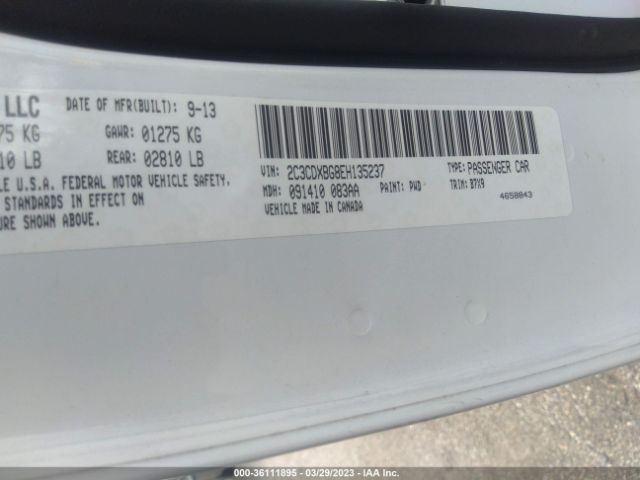 LLC DATE OF MFR(BUILT): 9-13
75 KG GAWR: 01275 KG
10 LB REAR: 02810 LB
LE U.S.A. FEDERAL MOTOR VEHICLE SAFETY.
STANDARDS IN EFFECT ON
URE SHOWN ABOVE.
VIN: 2C3CDXBG8EH135237 TYPE: PASSENGER CAR
MDH: 091410 083AA PAINT: PWD TRIM: B7X9
VEHICLE MADE IN CANADA 4658843
000-36111895 | 03/29/2023 | IAA Inc.